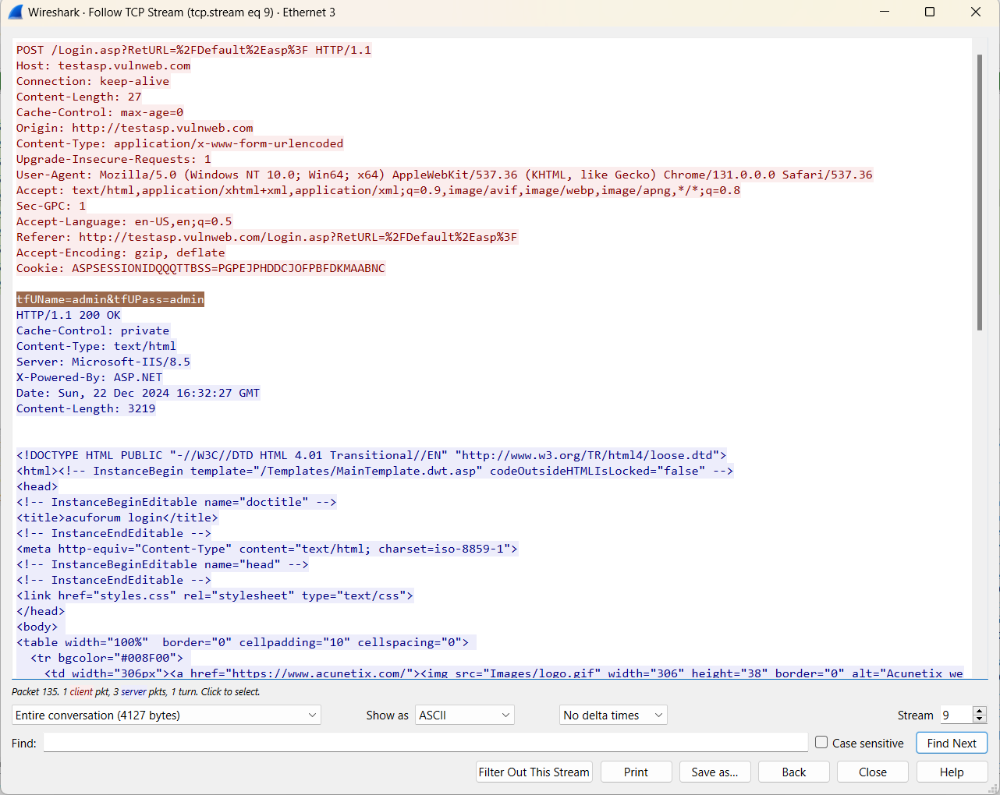 Wireshark · Follow TCP Stream (tcp.stream eq 9) · Ethernet 3
POST /Login.asp?RetURL=%2FDefault%2Easp%3F HTTP/1.1
Host: testasp.vulnweb.com
Connection: keep-alive
Content-Length: 27
Cache-Control: max-age=0
Origin: http://testasp.vulnweb.com
Content-Type: application/x-www-form-urlencoded
Upgrade-Insecure-Requests: 1
User-Agent: Mozilla/5.0 (Windows NT 10.0; Win64; x64) AppleWebKit/537.36 (KHTML, like Gecko) Chrome/131.0.0.0 Safari/537.36
Accept: text/html,application/xhtml+xml,application/xml;q=0.9,image/avif,image/webp,image/apng,*/*;q=0.8
Sec-GPC: 1
Accept-Language: en-US,en;q=0.5
Referer: http://testasp.vulnweb.com/Login.asp?RetURL=%2FDefault%2Easp%3F
Accept-Encoding: gzip, deflate
Cookie: ASPSESSIONIDQQQTTBSS=PGPEJPHDDCJOFPBFDKMAABNC
tfUName=admin&tfUPass=admin
HTTP/1.1 200 OK
Cache-Control: private
Content-Type: text/html
Server: Microsoft-IIS/8.5
X-Powered-By: ASP.NET
Date: Sun, 22 Dec 2024 16:32:27 GMT
Content-Length: 3219
<!DOCTYPE HTML PUBLIC "-//W3C//DTD HTML 4.01 Transitional//EN" "http://www.w3.org/TR/html4/loose.dtd">
<html><!-- InstanceBegin template="/Templates/MainTemplate.dwt.asp" codeOutsideHTMLIsLocked="false" -->
<head>
<!-- InstanceBeginEditable name="doctitle" -->
<title>acuforum login</title>
<!-- InstanceEndEditable -->
<meta http-equiv="Content-Type" content="text/html; charset=iso-8859-1">
<!-- InstanceBeginEditable name="head" -->
<!-- InstanceEndEditable -->
<link href="styles.css" rel="stylesheet" type="text/css">
</head>
<body>
<table width="100%"  border="0" cellpadding="10" cellspacing="0">
  <tr bgcolor="#008F00">
    <td width="306px"><a href="https://www.acunetix.com/"><img src="Images/logo.gif" width="306" height="38" border="0" alt="Acunetix we
Packet 135. 1 client pkt, 3 server pkts, 1 turn. Click to select.
Entire conversation (4127 bytes) Show as ASCII No delta times Stream 9
Find: Case sensitive Find Next
Filter Out This Stream Print Save as... Back Close Help